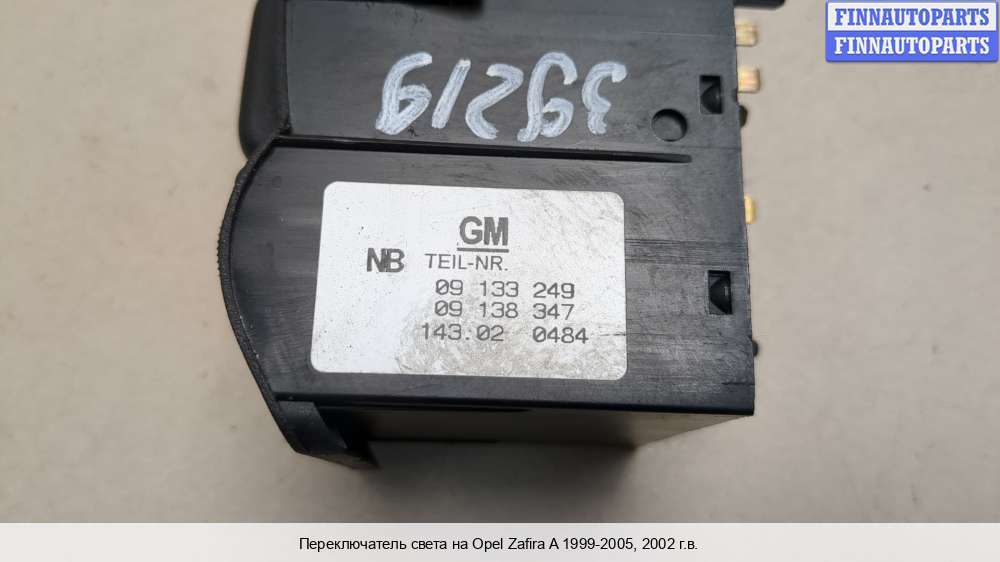 FINNAUTOPARTS
FINNAUTOPARTS
39219
GM
NB TEIL-NR.
09 133 249
09 138 347
143.02 0484
Переключатель света на Opel Zafira A 1999-2005, 2002 г.в.